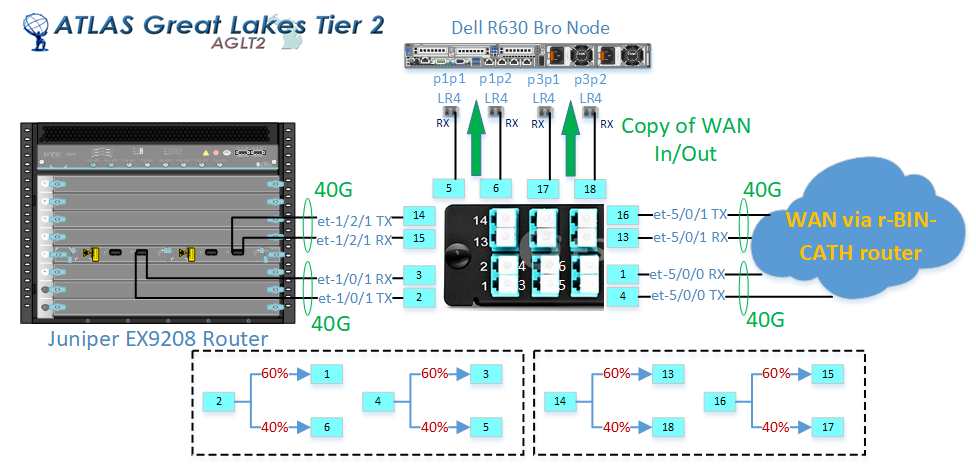 ATLAS Great Lakes Tier 2
AGLT2
Dell R630 Bro Node
p1p1 p1p2 p3p1 p3p2
LR4 LR4 LR4 LR4
RX RX RX RX
Copy of WAN
In/Out
5 6 17 18
40G
et-1/2/1 TX 14
et-1/2/1 RX 15
et-1/0/1 RX 3
et-1/0/1 TX 2
40G
Juniper EX9208 Router
14
13
2 4 6
1 3 5
40G
16 et-5/0/1 TX
13 et-5/0/1 RX
1 et-5/0/0 RX
4 et-5/0/0 TX
40G
WAN via r-BIN-
CATH router
60% 1
2
40% 6
60% 3
4
40% 5
60% 13
14
40% 18
60% 15
16
40% 17